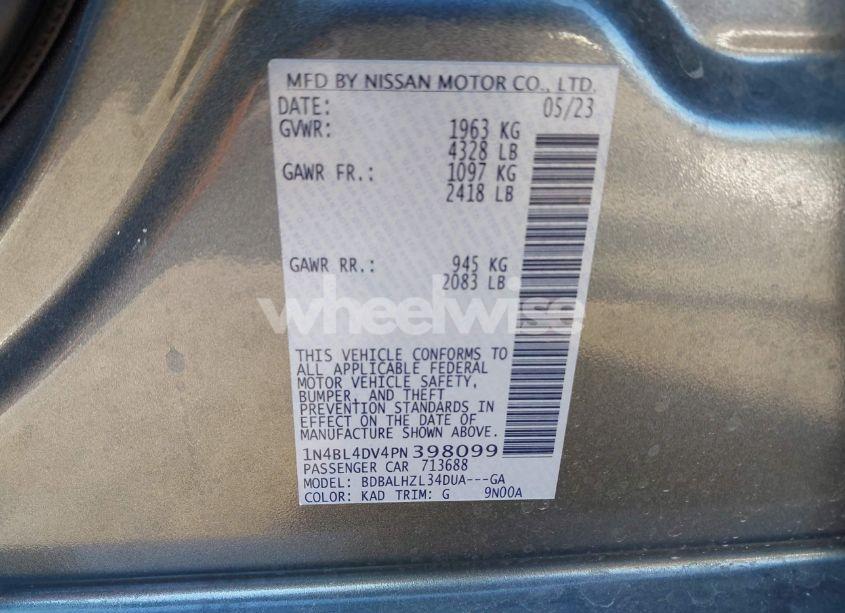 MFD BY NISSAN MOTOR CO., LTD.
DATE: 05/23
GVWR: 1963 KG
4328 LB
GAWR FR.: 1097 KG
2418 LB
GAWR RR.: 945 KG
2083 LB
wheelwise
THIS VEHICLE CONFORMS TO
ALL APPLICABLE FEDERAL
MOTOR VEHICLE SAFETY,
BUMPER, AND THEFT
PREVENTION STANDARDS IN
EFFECT ON THE DATE OF
MANUFACTURE SHOWN ABOVE.
1N4BL4DV4PN398099
PASSENGER CAR 713688
MODEL: BDBALHZL34DUA---GA
COLOR: KAD TRIM: G 9N00A